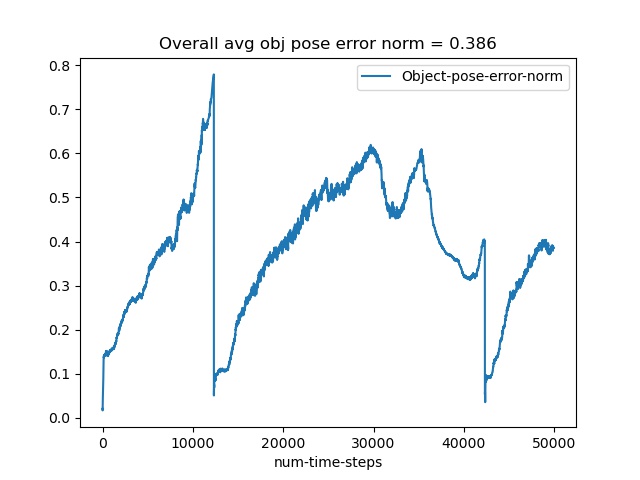 Overall avg obj pose error norm = 0.386
Object-pose-error-norm
0.8
0.7
0.6
0.5
0.4
0.3
0.2
0.1
0.0
0 10000 20000 30000 40000 50000
num-time-steps